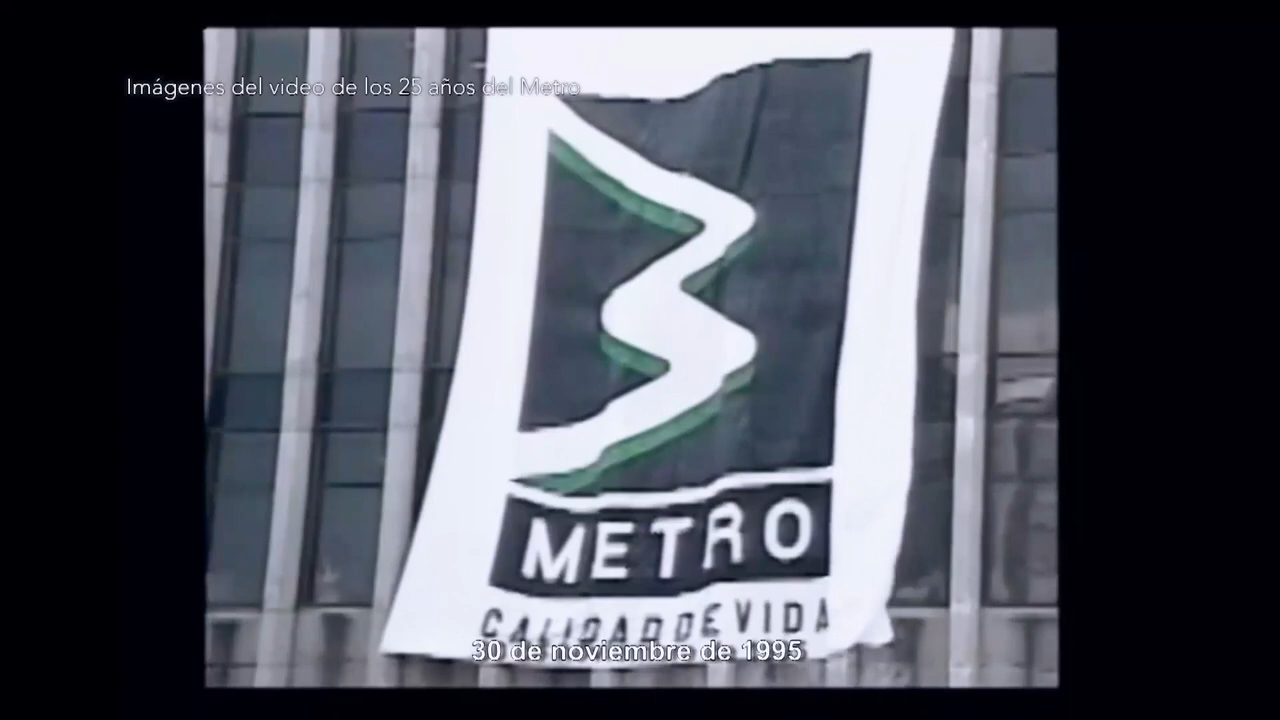 Imágenes del video de los 25 años del Metro
METRO
CALIDAD DE VIDA
30 de noviembre de 1995